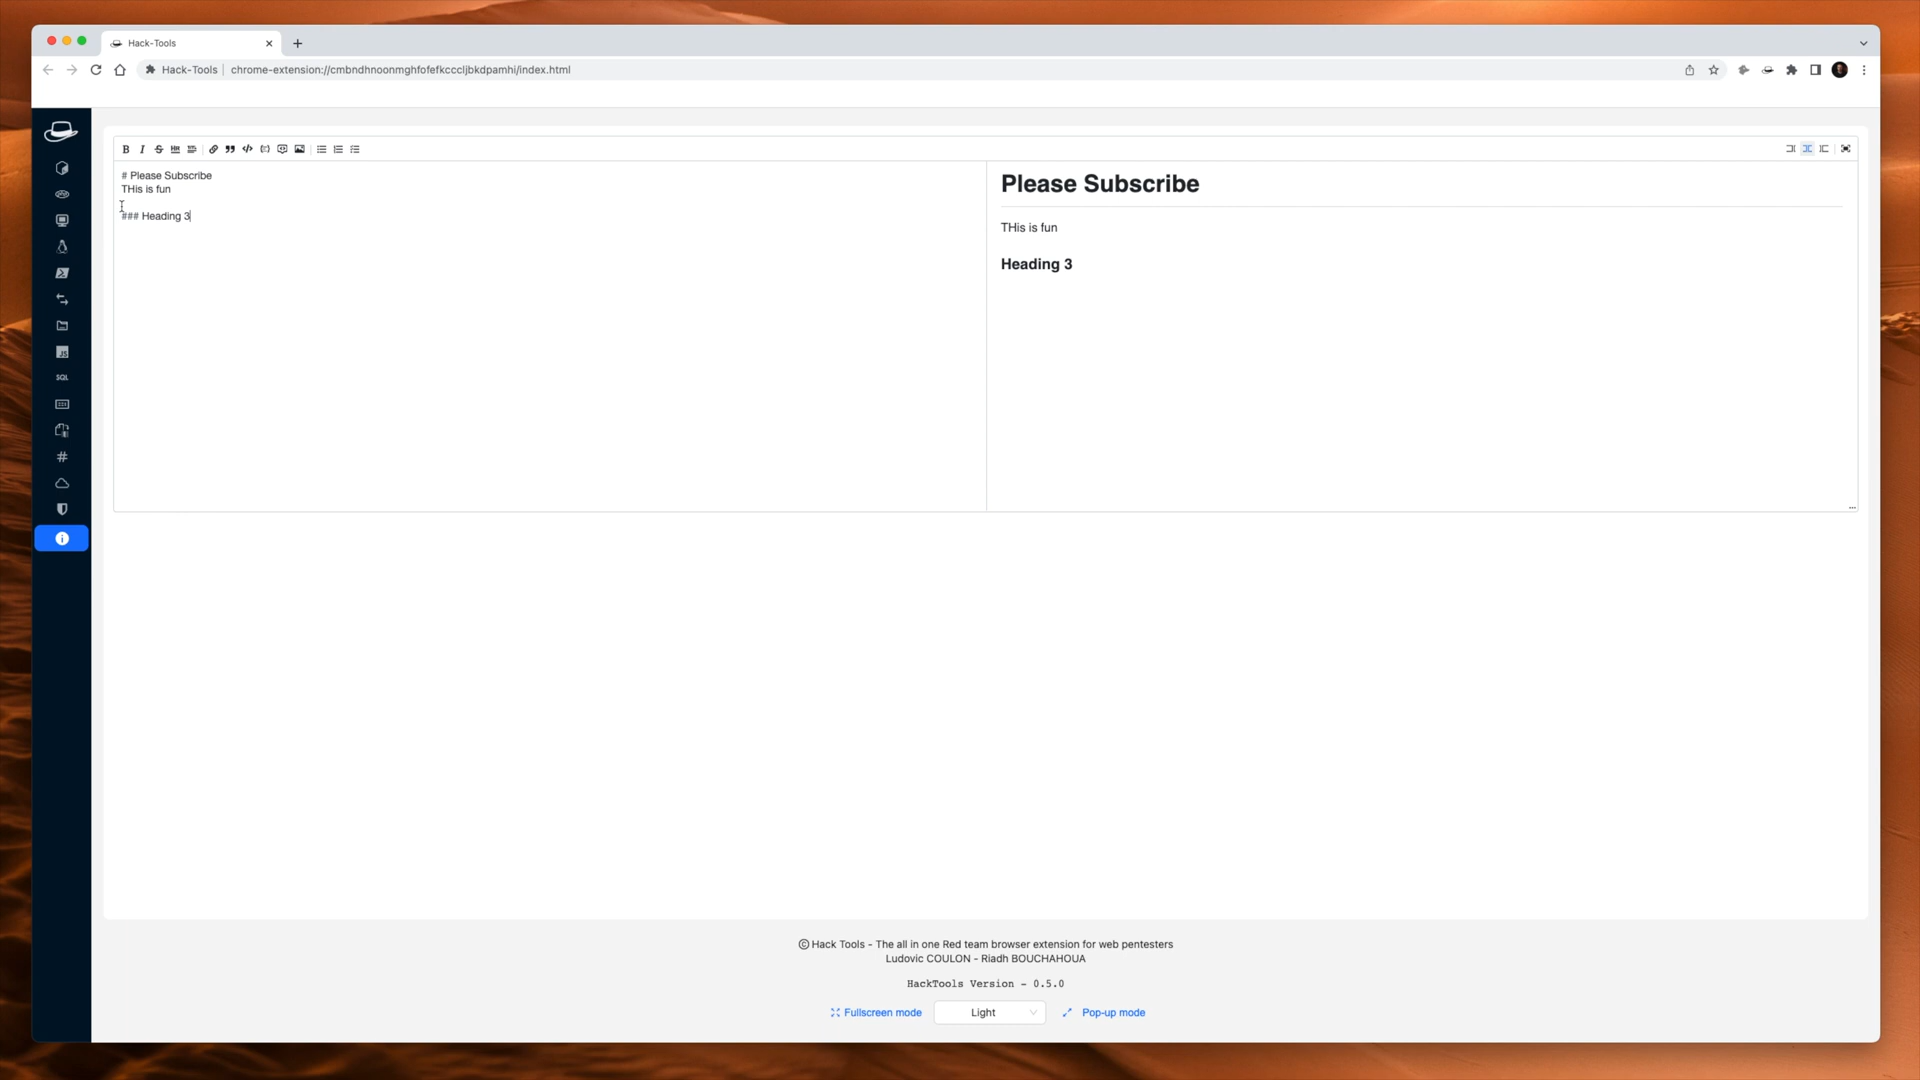 Hack-Tools
Hack-Tools chrome-extension://cmbndhnoonmghfofefkcccljbkdpamhi/index.html
# Please Subscribe
THis is fun
### Heading 3
Please Subscribe
THis is fun
Heading 3
JS
SQL
#
© Hack Tools - The all in one Red team browser extension for web pentesters
Ludovic COULON - Riadh BOUCHAHOUA
HackTools Version - 0.5.0
Fullscreen mode Light Pop-up mode